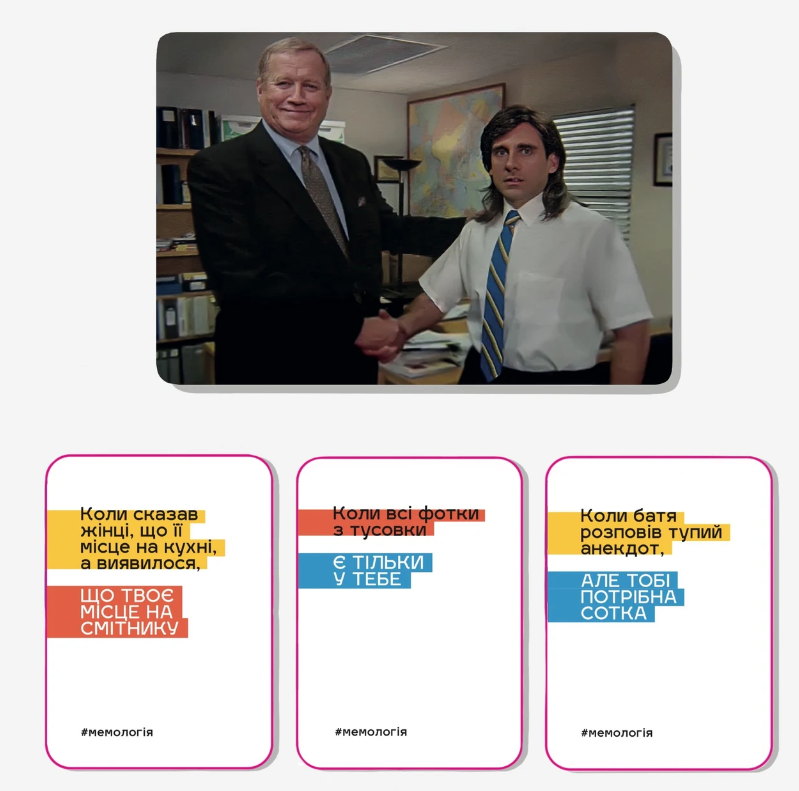 Коли сказав
жінці, що її
місце на кухні,
а виявилося,
ЩО ТВОЄ
МІСЦЕ НА
СМІТНИКУ
#мемологія
Коли всі фотки
з тусовки
Є ТІЛЬКИ
У ТЕБЕ
#мемологія
Коли батя
розповів тупий
анекдот,
АЛЕ ТОБІ
ПОТРІБНА
СОТКА
#мемологія